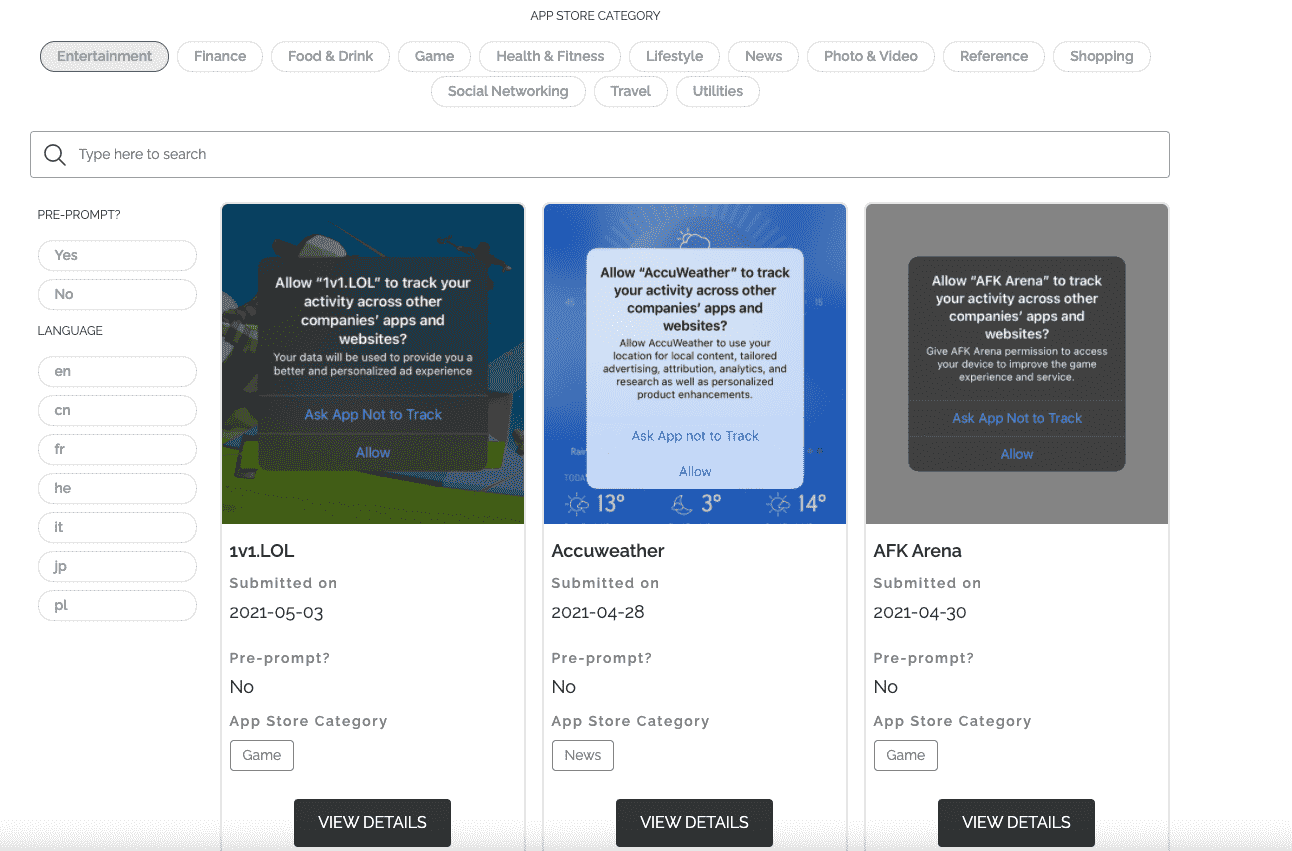 APP STORE CATEGORY
Entertainment Finance Food & Drink Game Health & Fitness Lifestyle News Photo & Video Reference Shopping
Social Networking Travel Utilities
Type here to search
PRE-PROMPT?
Yes
No
LANGUAGE
en
cn
fr
he
it
jp
pl
Allow “1v1.LOL” to track your
activity across other
companies’ apps and
websites?
Your data will be used to provide you a
better and personalized ad experience
Ask App Not to Track
Allow
1v1.LOL
Submitted on
2021-05-03
Pre-prompt?
No
App Store Category
Game
VIEW DETAILS
Allow “AccuWeather” to track
your activity across other
companies’ apps and
websites?
Allow AccuWeather to use your
location for local content, tailored
advertising, attribution, analytics, and
research as well as personalized
product enhancements.
Ask App not to Track
Allow
45 15
TODA
13° 3° 14°
Accuweather
Submitted on
2021-04-28
Pre-prompt?
No
App Store Category
News
VIEW DETAILS
Allow “AFK Arena” to track
your activity across other
companies’ apps and
websites?
Give AFK Arena permission to access
your device to improve the game
experience and service.
Ask App Not to Track
Allow
AFK Arena
Submitted on
2021-04-30
Pre-prompt?
No
App Store Category
Game
VIEW DETAILS